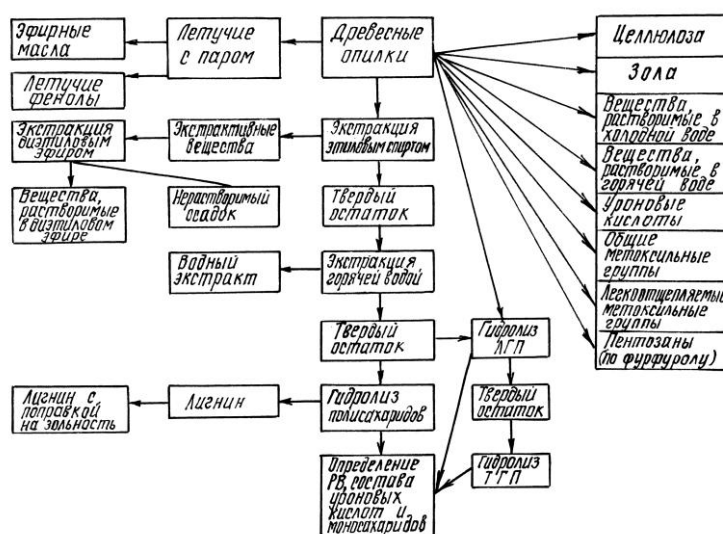 Эфирные
масла
Летучие
с паром
Древесные
опилки
Целлюлоза
Зола
Летучие
фенолы
Вещества,
растворимые в
холодной воде
Экстракция
диэтиловым
эфиром
Экстрактивные
вещества
Экстракция
этиловым спиртом
Вещества,
растворимые в
горячей воде
Вещества,
растворимые
в диэтиловом
эфире
Нерастворимый
осадок
Твердый
остаток
Уроновые
кислоты
Общие
метоксильные
группы
Водный
экстракт
Экстракция
горячей водой
Легкоотщепляемые
метоксильные
группы
Твердый
остаток
Гидролиз
ЛГП
Пентозаны
(по фурфуролу)
Лигнин с
поправкой
на зольность
Лигнин
Гидролиз
полисахаридов
Твердый
остаток
Определение
РВ, состава
уроновых
кислот и
моносахаридов
Гидролиз
ТГП